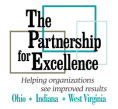 The
Partnership
for Excellence
Helping organizations
see improved results
Ohio • Indiana • West Virginia